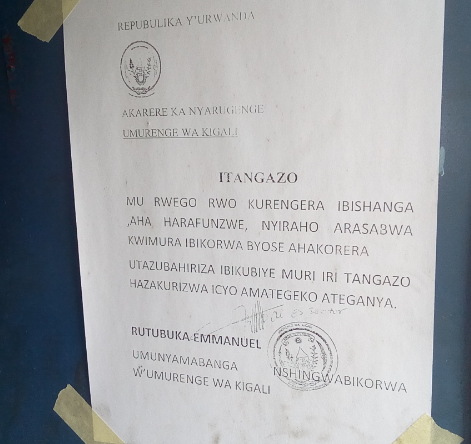 REPUBULIKA Y'URWANDA
AKARERE KA NYARUGENGE
UMURENGE WA KIGALI
ITANGAZO
MU RWEGO RWO KURENGERA IBISHANGA
,AHA HARAFUNZWE, NYIRAHO ARASABWA
KWIMURA IBIKORWA BYOSE AHAKORERA
UTAZUBAHIRIZA IBIKUBIYE MURI IRI TANGAZO
HAZAKURIZWA ICYO AMATEGEKO ATEGANYA.
RUTUBUKA EMMANUEL
UMUNYAMABANGA NSHINGWABIKORWA
W'UMURENGE WA KIGALI